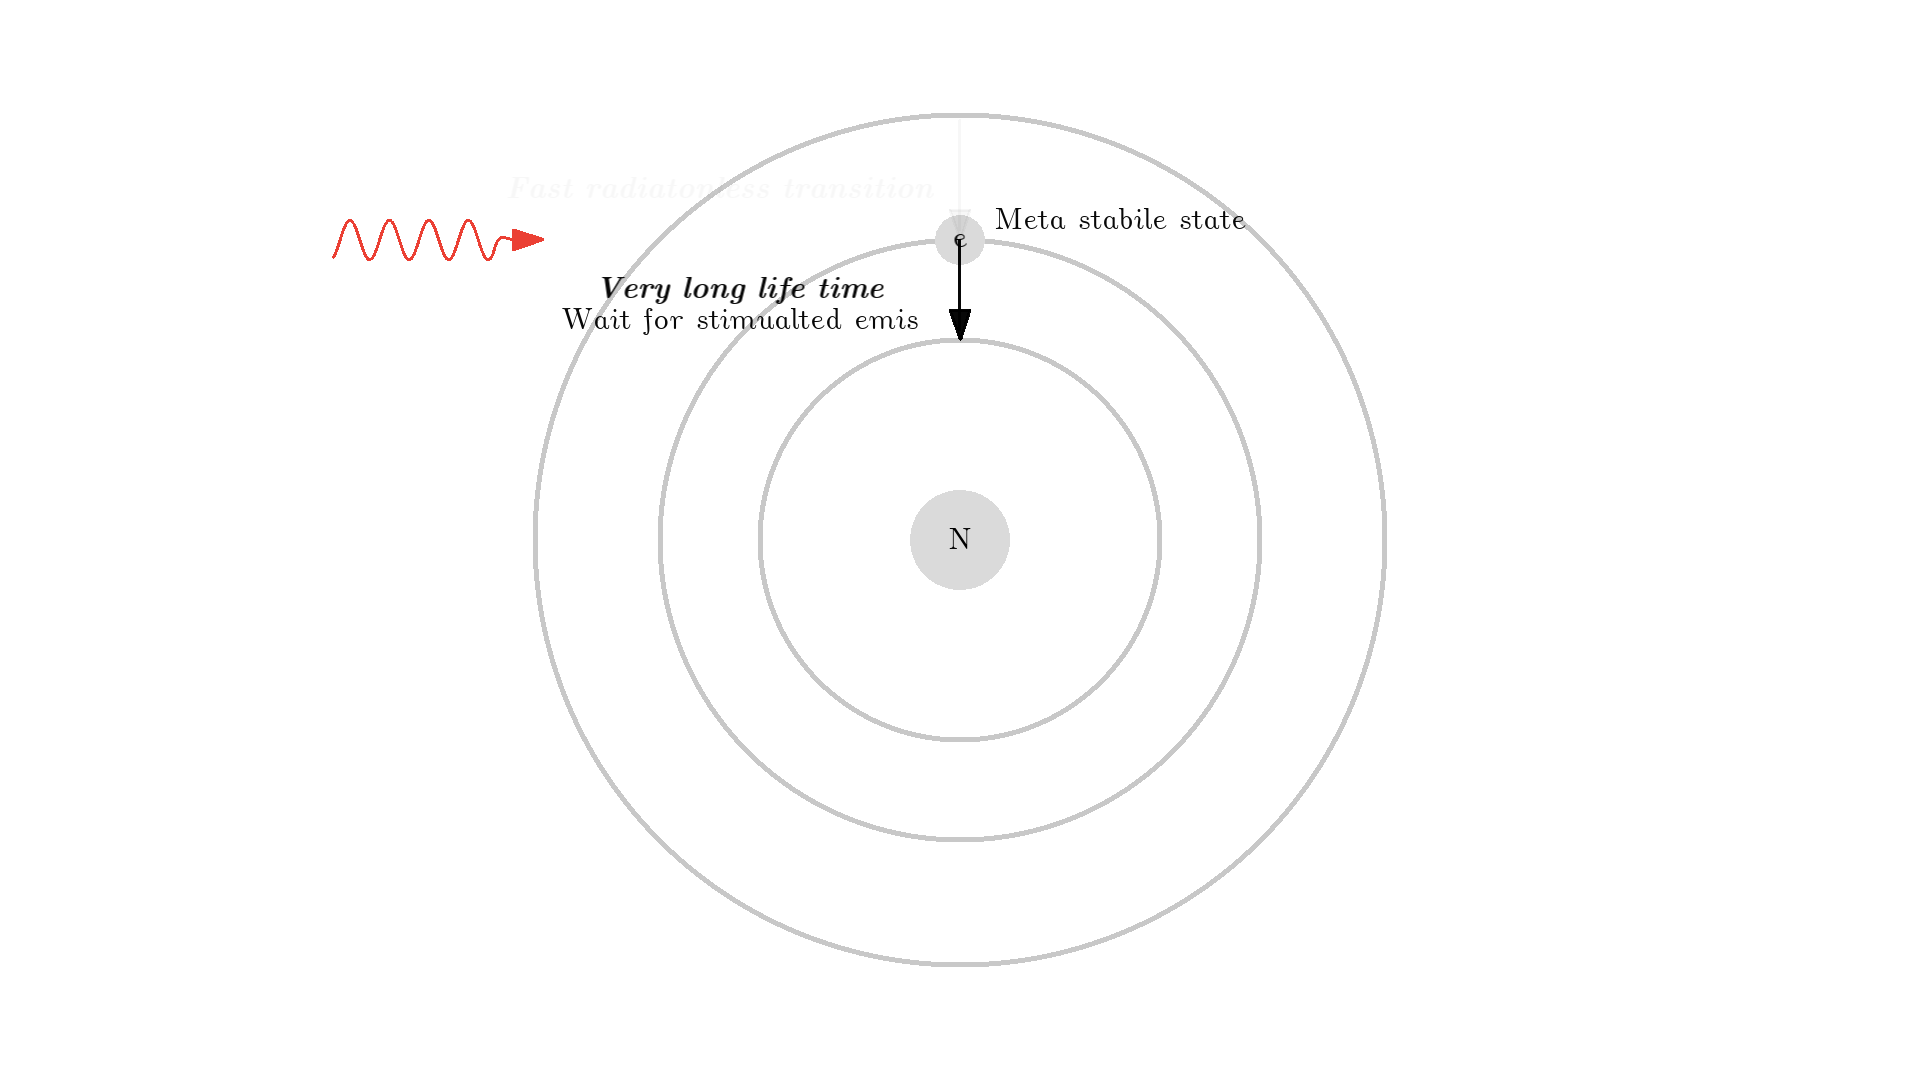 Fast radiatonless transition
Meta stabile state
e
Very long life time
Wait for stimualted emis
N